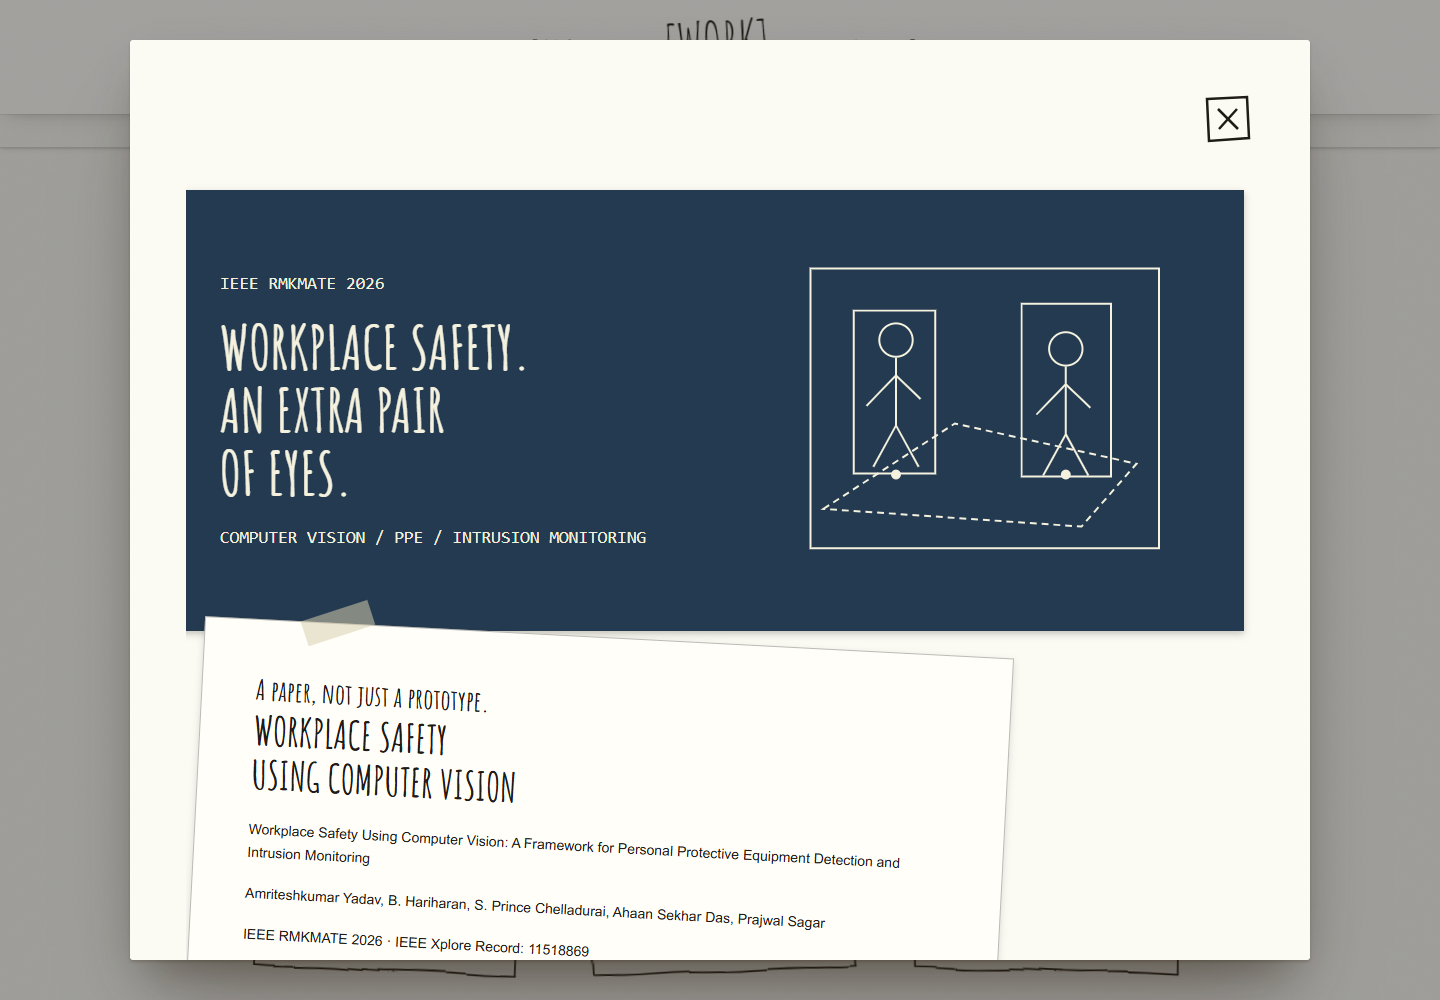 [WORK]
IEEE RMKMATE 2026
WORKPLACE SAFETY.
AN EXTRA PAIR
OF EYES.
COMPUTER VISION / PPE / INTRUSION MONITORING
A PAPER, NOT JUST A PROTOTYPE.
WORKPLACE SAFETY
USING COMPUTER VISION
Workplace Safety Using Computer Vision: A Framework for Personal Protective Equipment Detection and
Intrusion Monitoring
Amriteshkumar Yadav, B. Hariharan, S. Prince Chelladurai, Ahaan Sekhar Das, Prajwal Sagar
IEEE RMKMATE 2026 · IEEE Xplore Record: 11518869